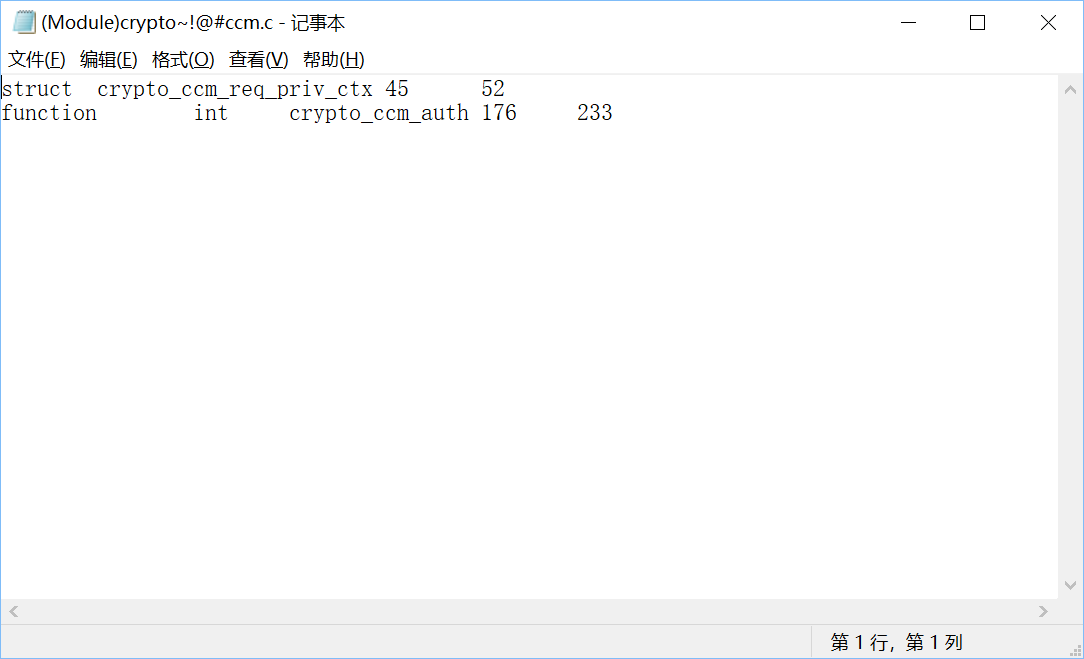 (Module)crypto~!@#ccm.c - 记事本
文件(F) 编辑(E) 格式(O) 查看(V) 帮助(H)
struct crypto_ccm_req_priv_ctx 45 52
function int crypto_ccm_auth 176 233
第 1 行，第 1 列